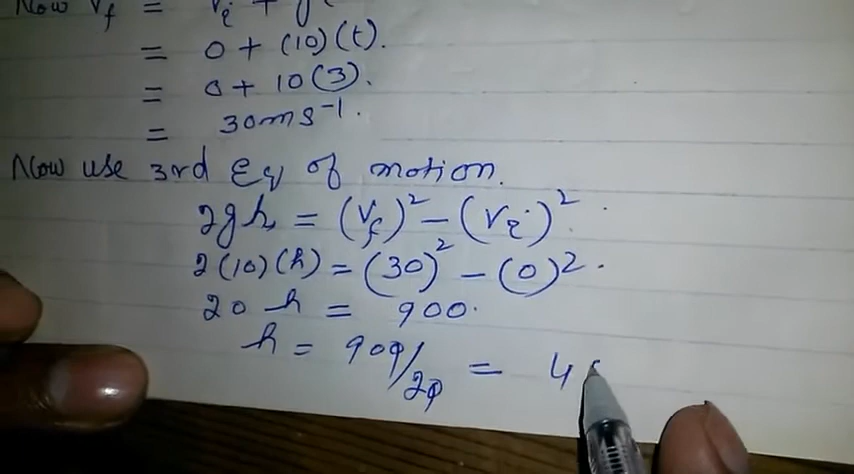 Now Vf = Vi + g
= 0 + (10)(t).
= 0 + 10(3).
= 30ms⁻¹.
Now use 3rd Eq of motion.
2gh = (Vf)² − (Vi)².
2(10)(h) = (30)² − (0)².
20 h = 900.
h = 900/20 = 4